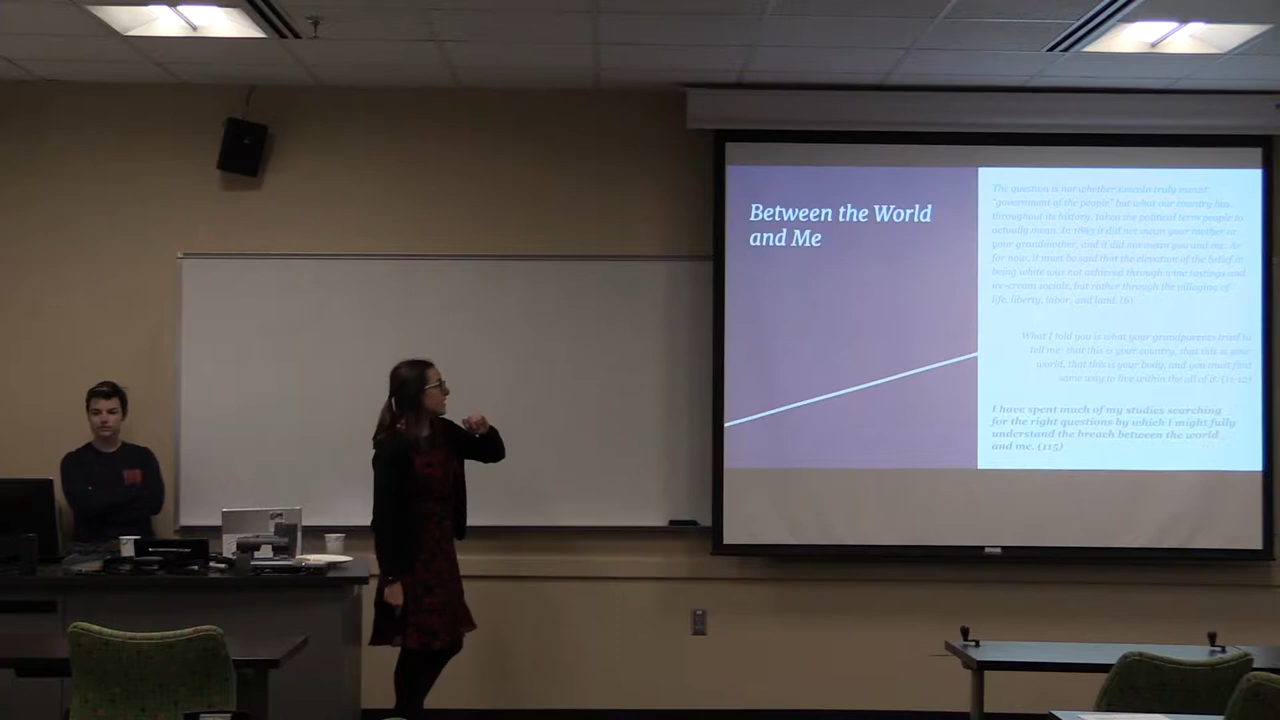 Between the World
and Me
The question is not whether Lincoln truly meant
"government of the people" but what our country has,
throughout its history, taken the political term people to
actually mean. In 1863 it did not mean your mother or
your grandmother, and it did not mean you and me. As
for now, it must be said that the elevation of the belief in
being white was not achieved through wine tastings and
ice-cream socials, but rather through the pillaging of
life, liberty, labor, and land. (6)
What I told you is what your grandparents tried to
tell me: that this is your country, that this is your
world, that this is your body, and you must find
some way to live within the all of it. (11-12)
I have spent much of my studies searching
for the right questions by which I might fully
understand the breach between the world
and me. (115)